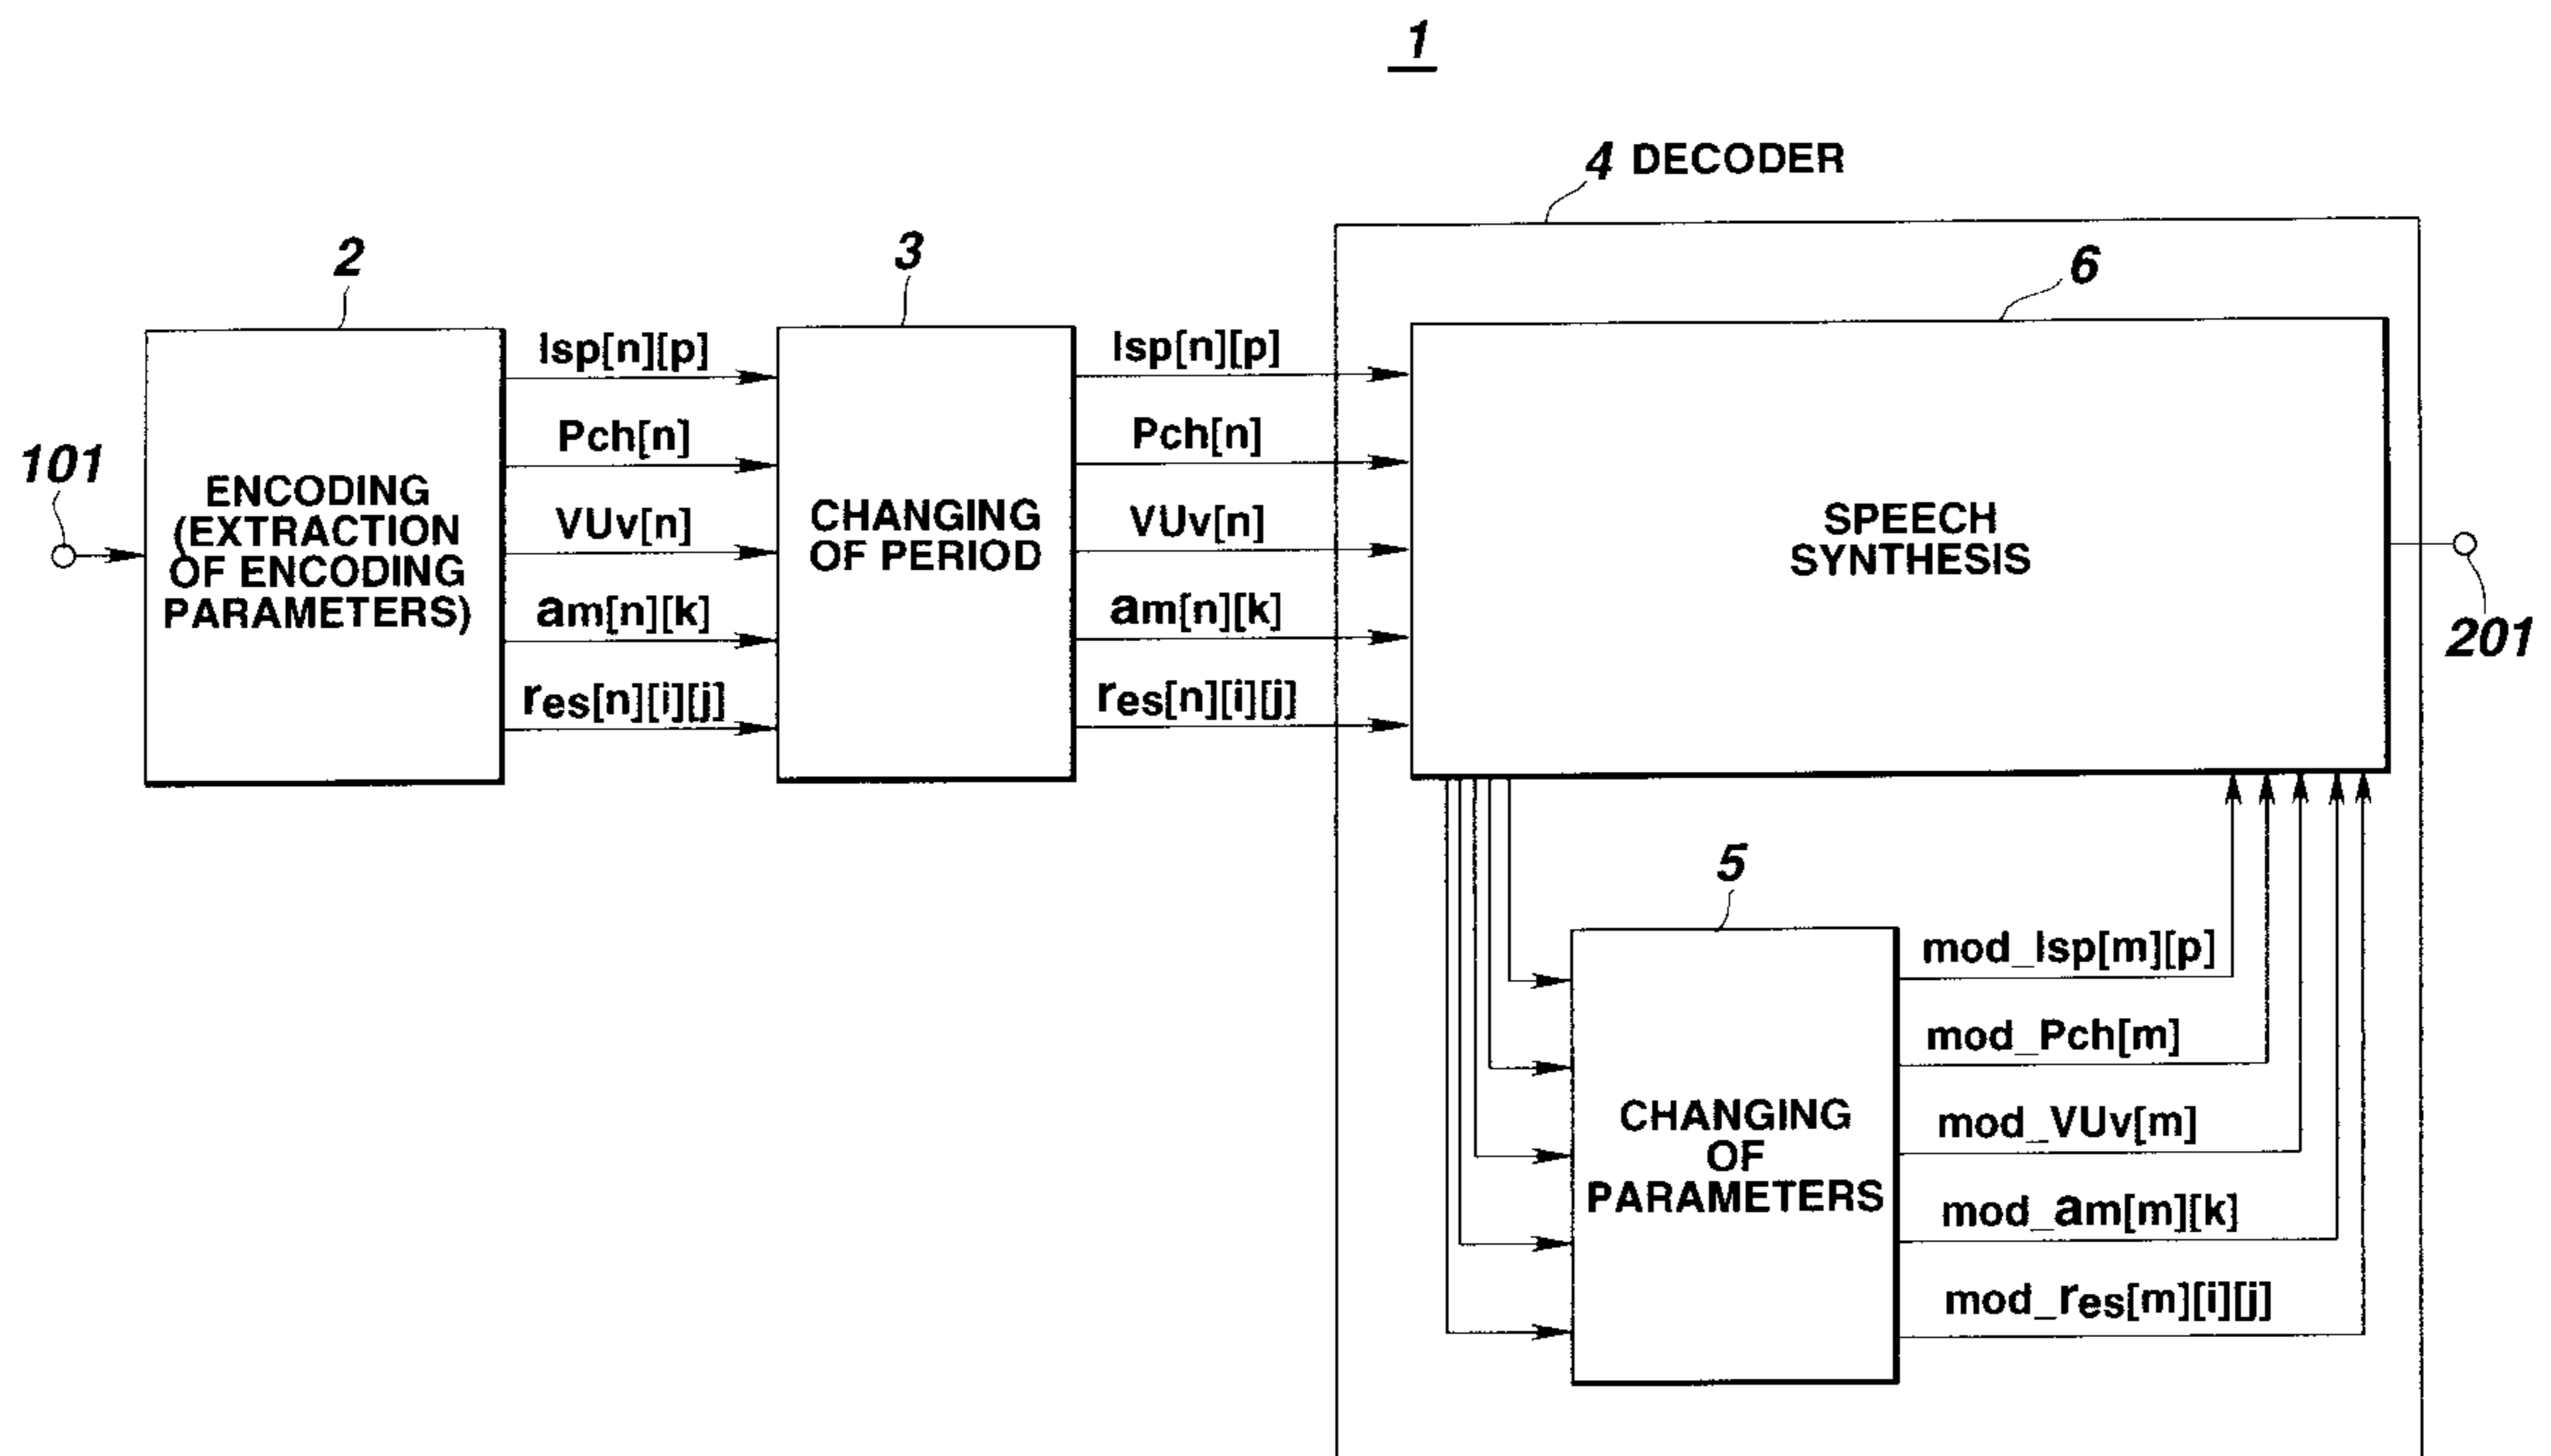 1
4 DECODER
2
3
6
101
ENCODING
(EXTRACTION
OF ENCODING
PARAMETERS)
lsp[n][p]
Pch[n]
VUv[n]
am[n][k]
res[n][i][j]
CHANGING
OF PERIOD
lsp[n][p]
Pch[n]
VUv[n]
am[n][k]
res[n][i][j]
SPEECH
SYNTHESIS
201
5
CHANGING
OF
PARAMETERS
mod_lsp[m][p]
mod_Pch[m]
mod_VUv[m]
mod_am[m][k]
mod_res[m][i][j]